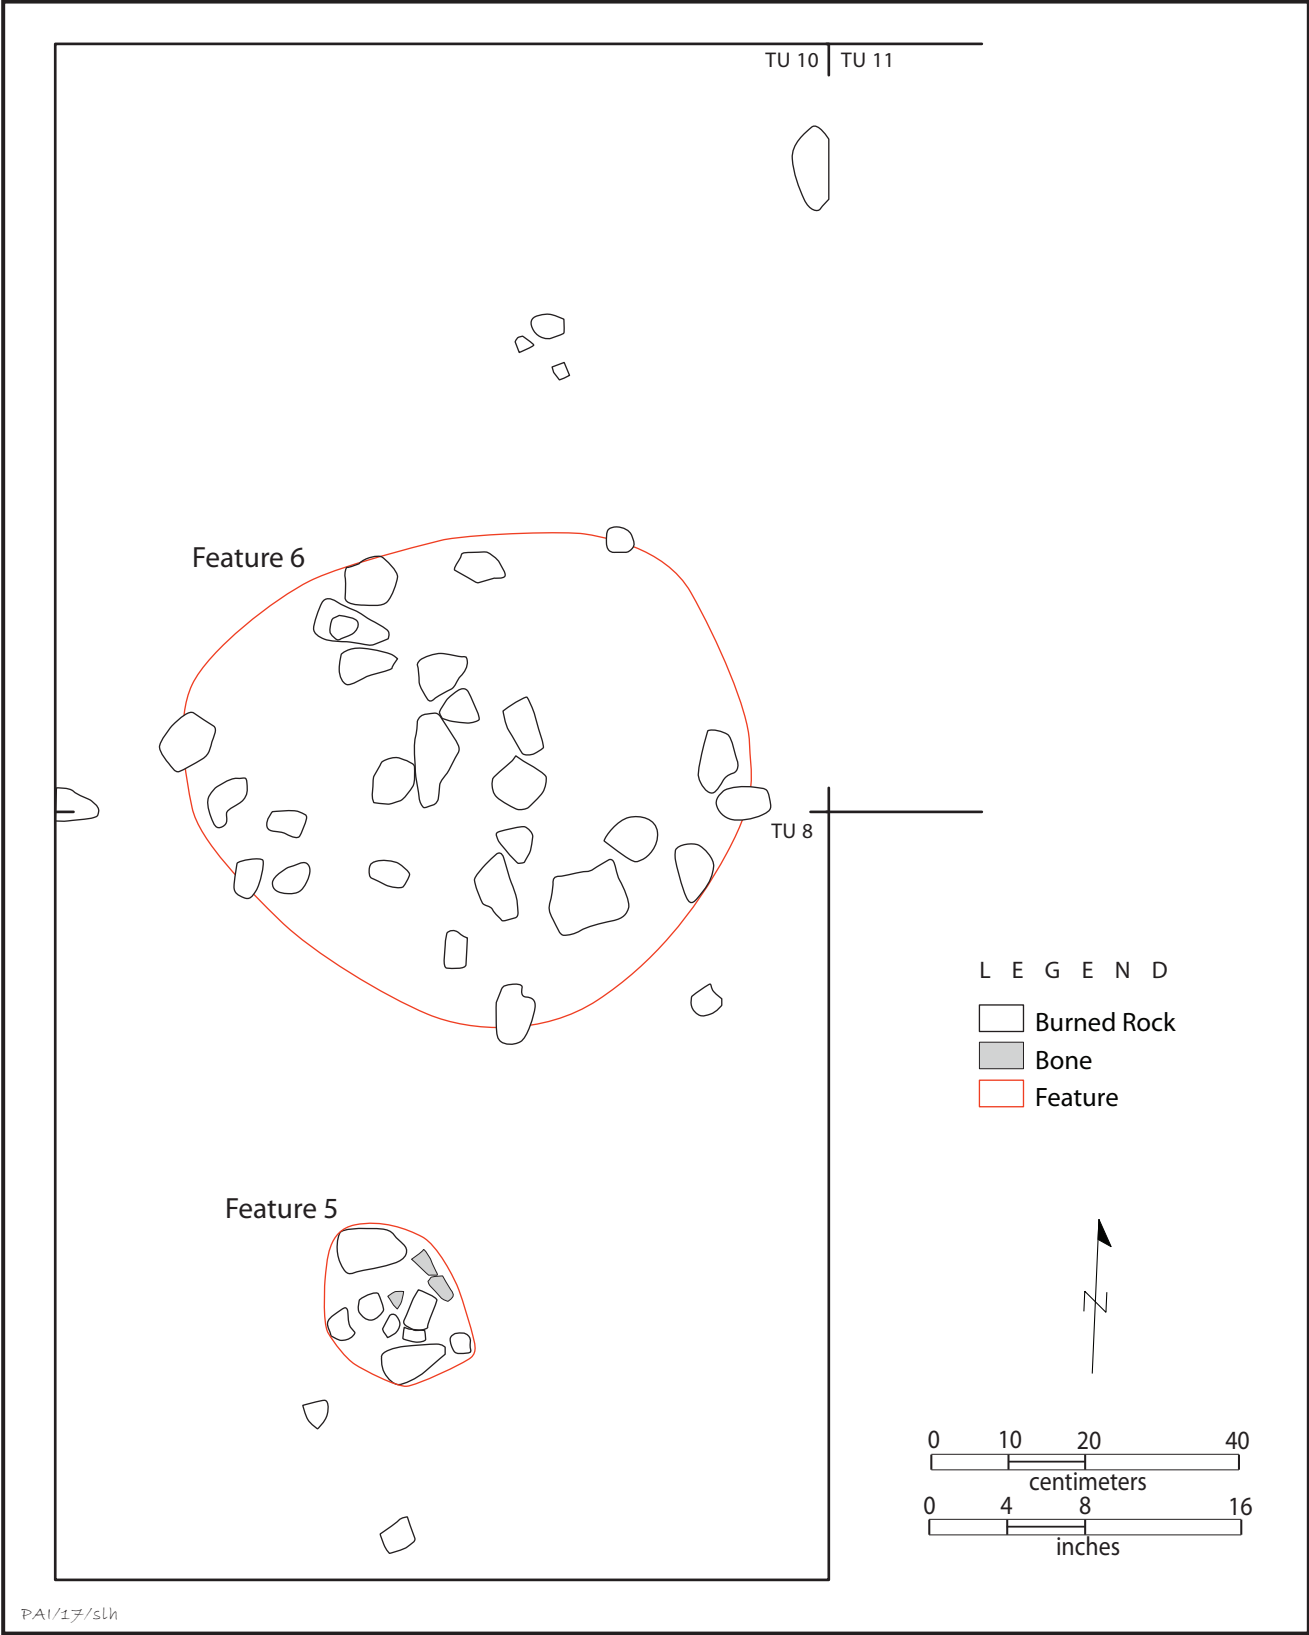 TU 10 TU 11
Feature 6
TU 8
L E G E N D
Burned Rock
Bone
Feature
Feature 5
N
0 10 20 40
centimeters
0 4 8 16
inches
PAI/17/slh